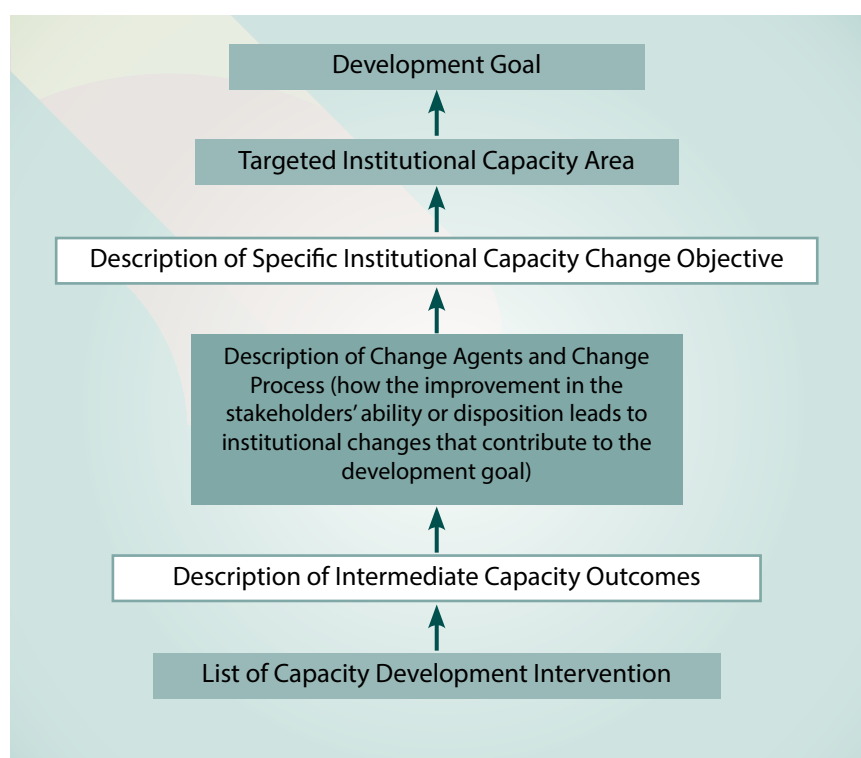 Development Goal
Targeted Institutional Capacity Area
Description of Specific Institutional Capacity Change Objective
Description of Change Agents and Change
Process (how the improvement in the
stakeholders’ ability or disposition leads to
institutional changes that contribute to the
development goal)
Description of Intermediate Capacity Outcomes
List of Capacity Development Intervention